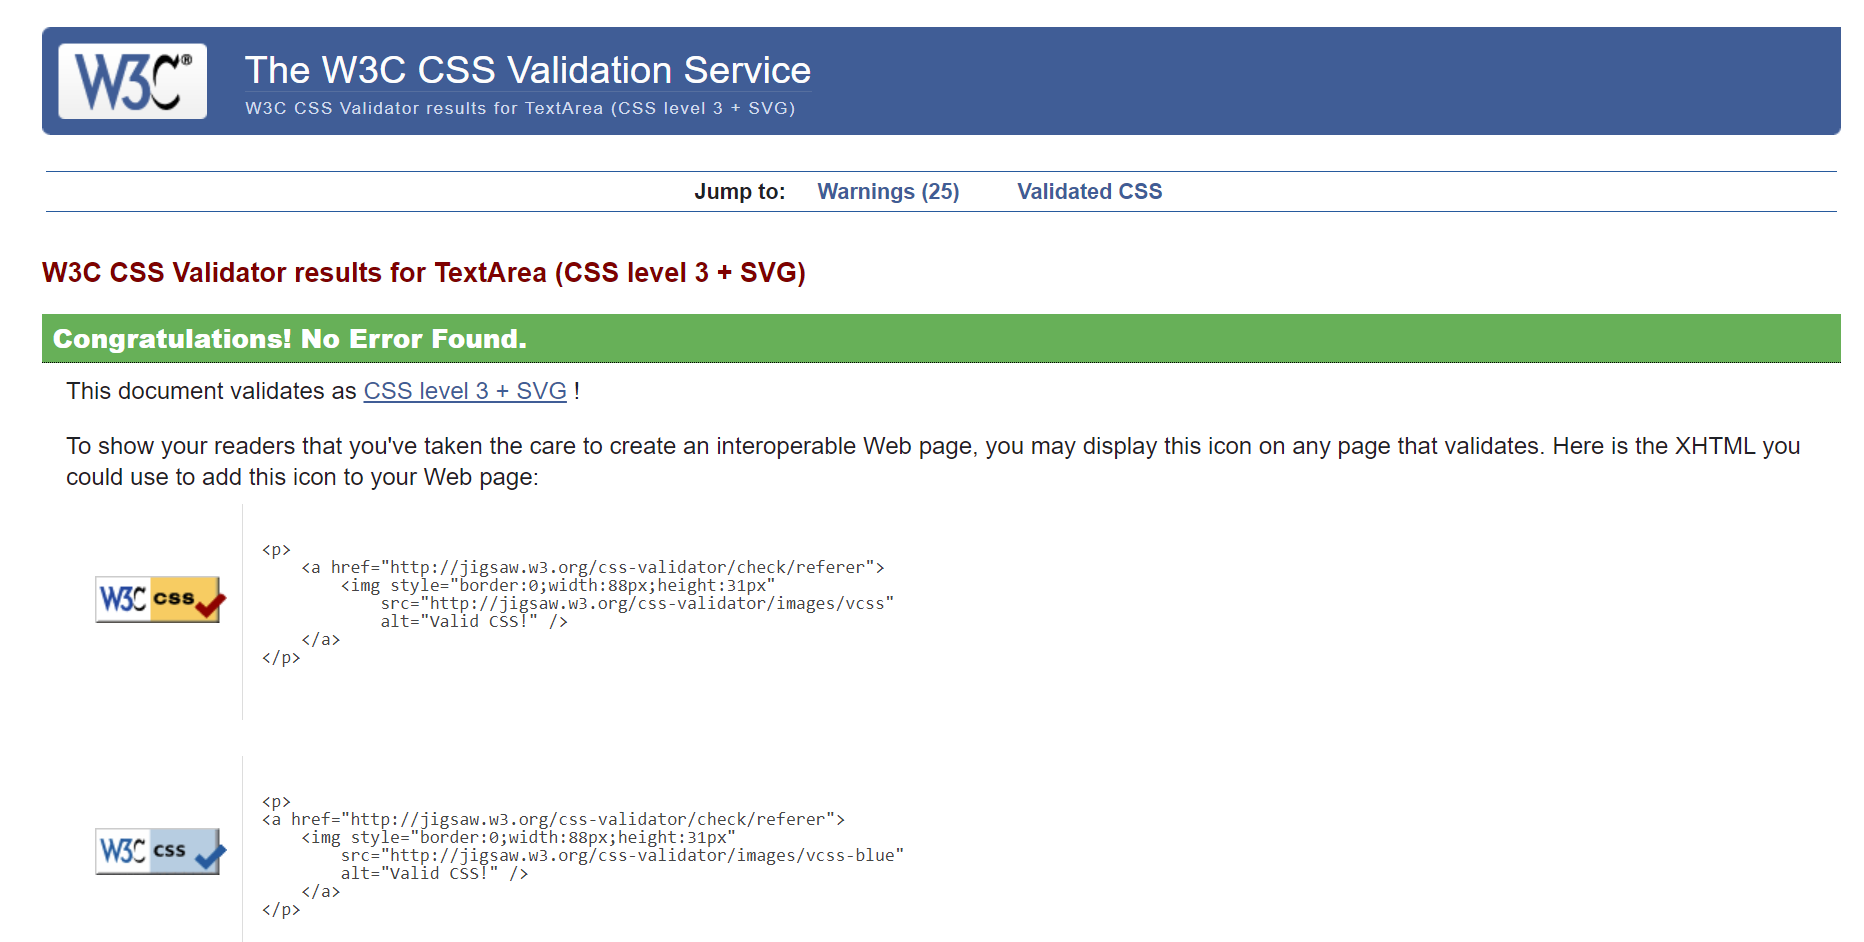 W3C®
The W3C CSS Validation Service
W3C CSS Validator results for TextArea (CSS level 3 + SVG)
Jump to: Warnings (25) Validated CSS
W3C CSS Validator results for TextArea (CSS level 3 + SVG)
Congratulations! No Error Found.
This document validates as CSS level 3 + SVG !
To show your readers that you've taken the care to create an interoperable Web page, you may display this icon on any page that validates. Here is the XHTML you
could use to add this icon to your Web page:
W3C css
<p>
    <a href="http://jigsaw.w3.org/css-validator/check/referer">
        <img style="border:0;width:88px;height:31px"
            src="http://jigsaw.w3.org/css-validator/images/vcss"
            alt="Valid CSS!" />
    </a>
</p>
W3C css
<p>
<a href="http://jigsaw.w3.org/css-validator/check/referer">
    <img style="border:0;width:88px;height:31px"
        src="http://jigsaw.w3.org/css-validator/images/vcss-blue"
        alt="Valid CSS!" />
    </a>
</p>